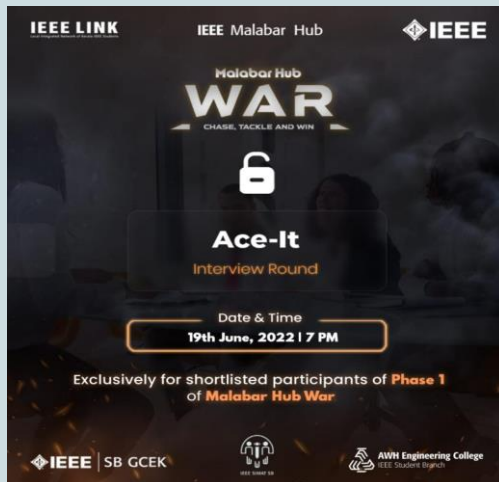 IEEE LINK
IEEE Malabar Hub
IEEE
Malabar Hub
WAR
CHASE, TACKLE AND WIN
Ace-It
Interview Round
Date & Time
19th June, 2022 | 7 PM
Exclusively for shortlisted participants of Phase 1
of Malabar Hub War
IEEE | SB GCEK
AWH Engineering College
IEEE Student Branch